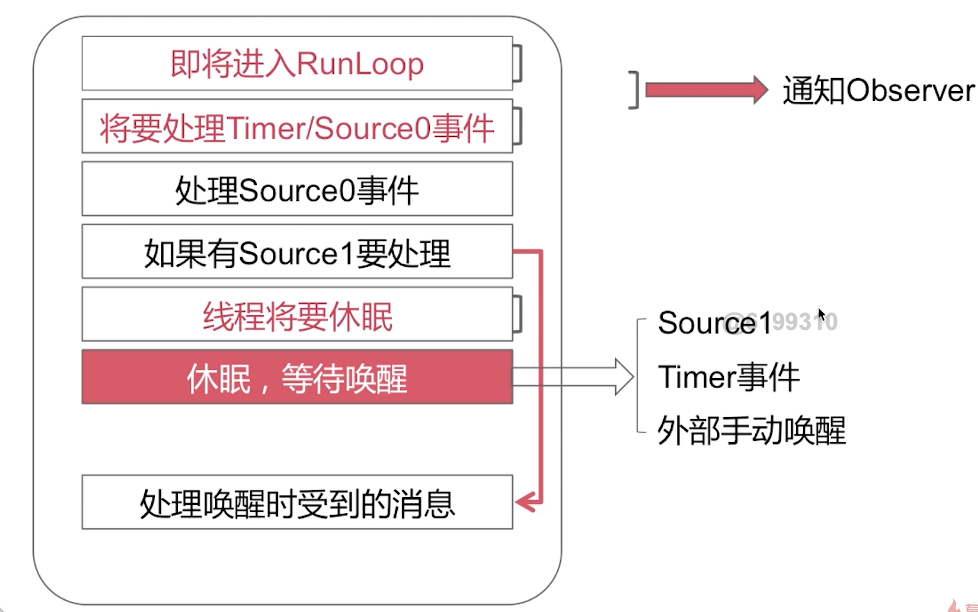 即将进入RunLoop
将要处理Timer/Source0事件
处理Source0事件
如果有Source1要处理
线程将要休眠
休眠，等待唤醒
处理唤醒时受到的消息
通知Observer
Source1
Timer事件
外部手动唤醒